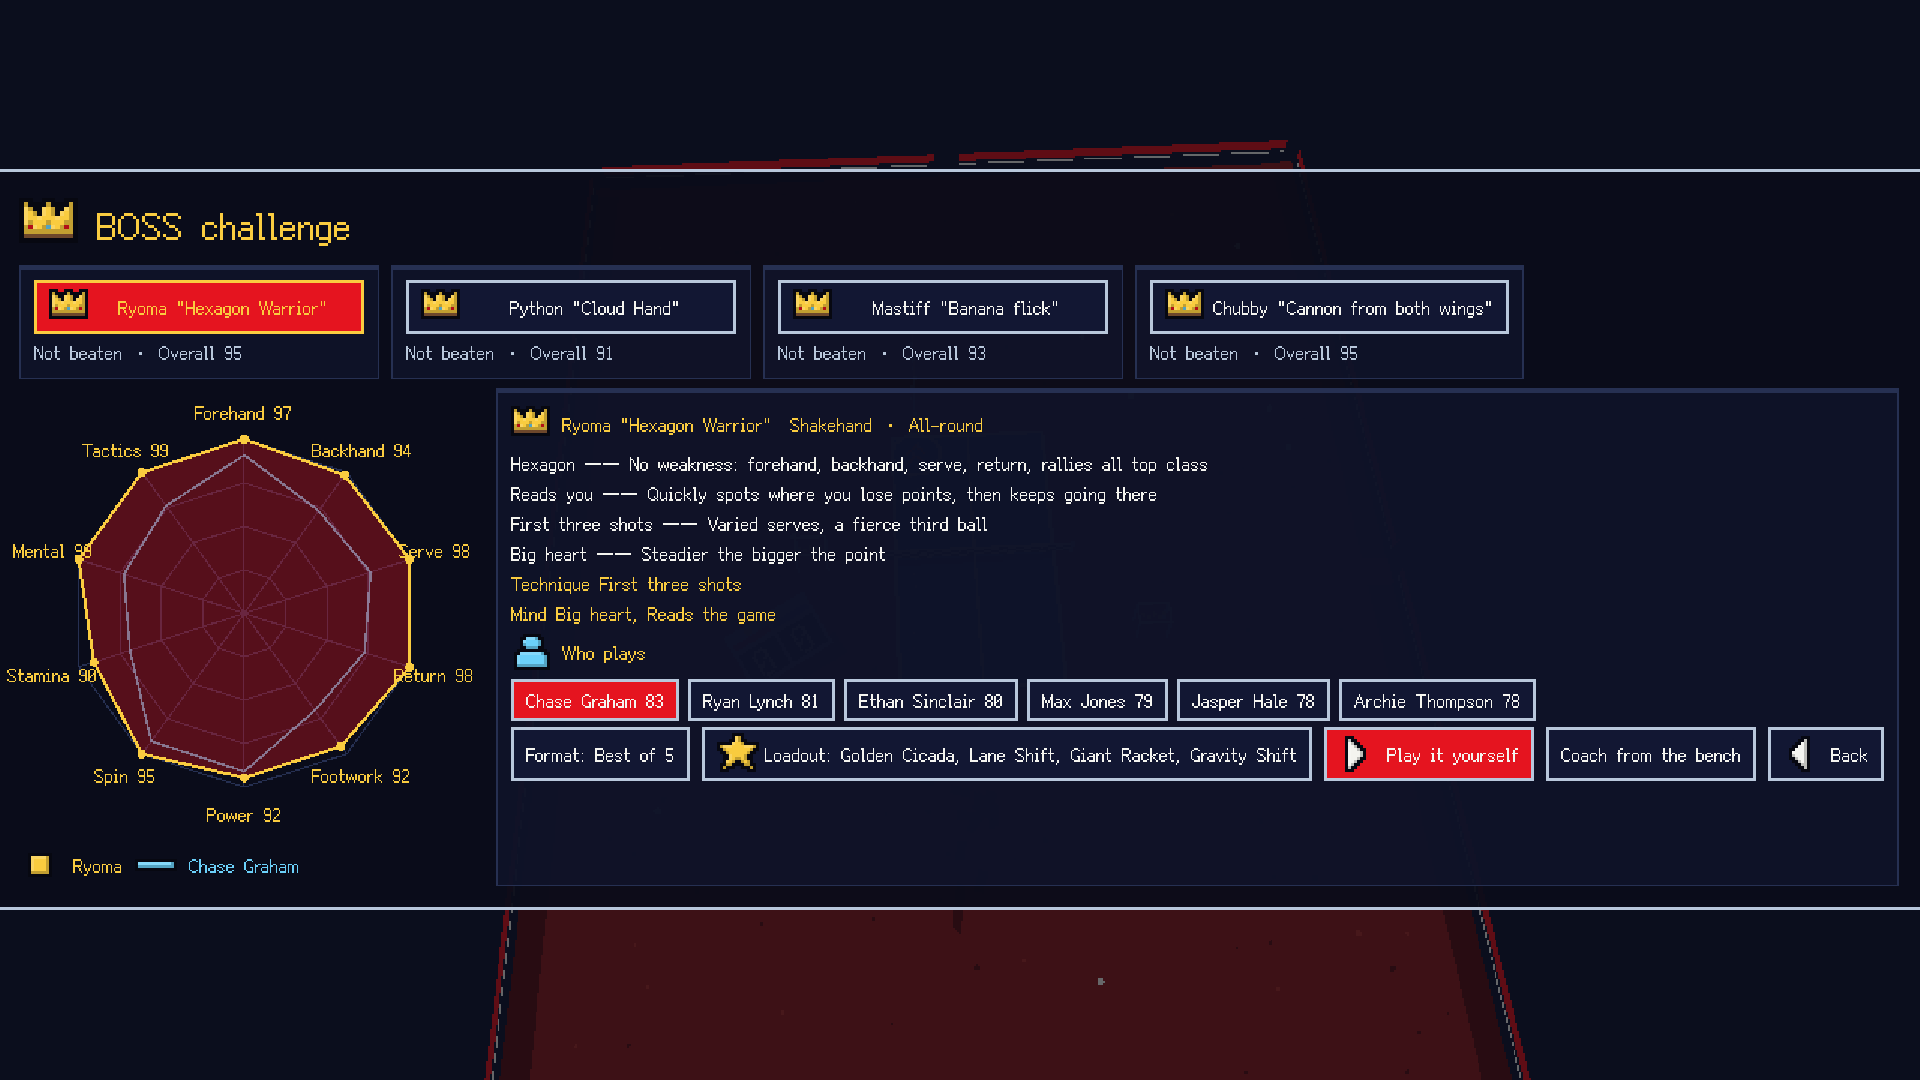 BOSS challenge
Ryoma "Hexagon Warrior"
Not beaten · Overall 95
Python "Cloud Hand"
Not beaten · Overall 91
Mastiff "Banana flick"
Not beaten · Overall 93
Chubby "Cannon from both wings"
Not beaten · Overall 95
Forehand 97
Tactics 99
Backhand 94
Mental
Serve 98
Stamina 90
Return 98
Spin 95
Footwork 92
Power 92
Ryoma
Chase Graham
Ryoma "Hexagon Warrior" Shakehand · All-round
Hexagon —— No weakness: forehand, backhand, serve, return, rallies all top class
Reads you —— Quickly spots where you lose points, then keeps going there
First three shots —— Varied serves, a fierce third ball
Big heart —— Steadier the bigger the point
Technique First three shots
Mind Big heart, Reads the game
Who plays
Chase Graham 83
Ryan Lynch 81
Ethan Sinclair 80
Max Jones 79
Jasper Hale 78
Archie Thompson 78
Format: Best of 5
Loadout: Golden Cicada, Lane Shift, Giant Racket, Gravity Shift
Play it yourself
Coach from the bench
Back